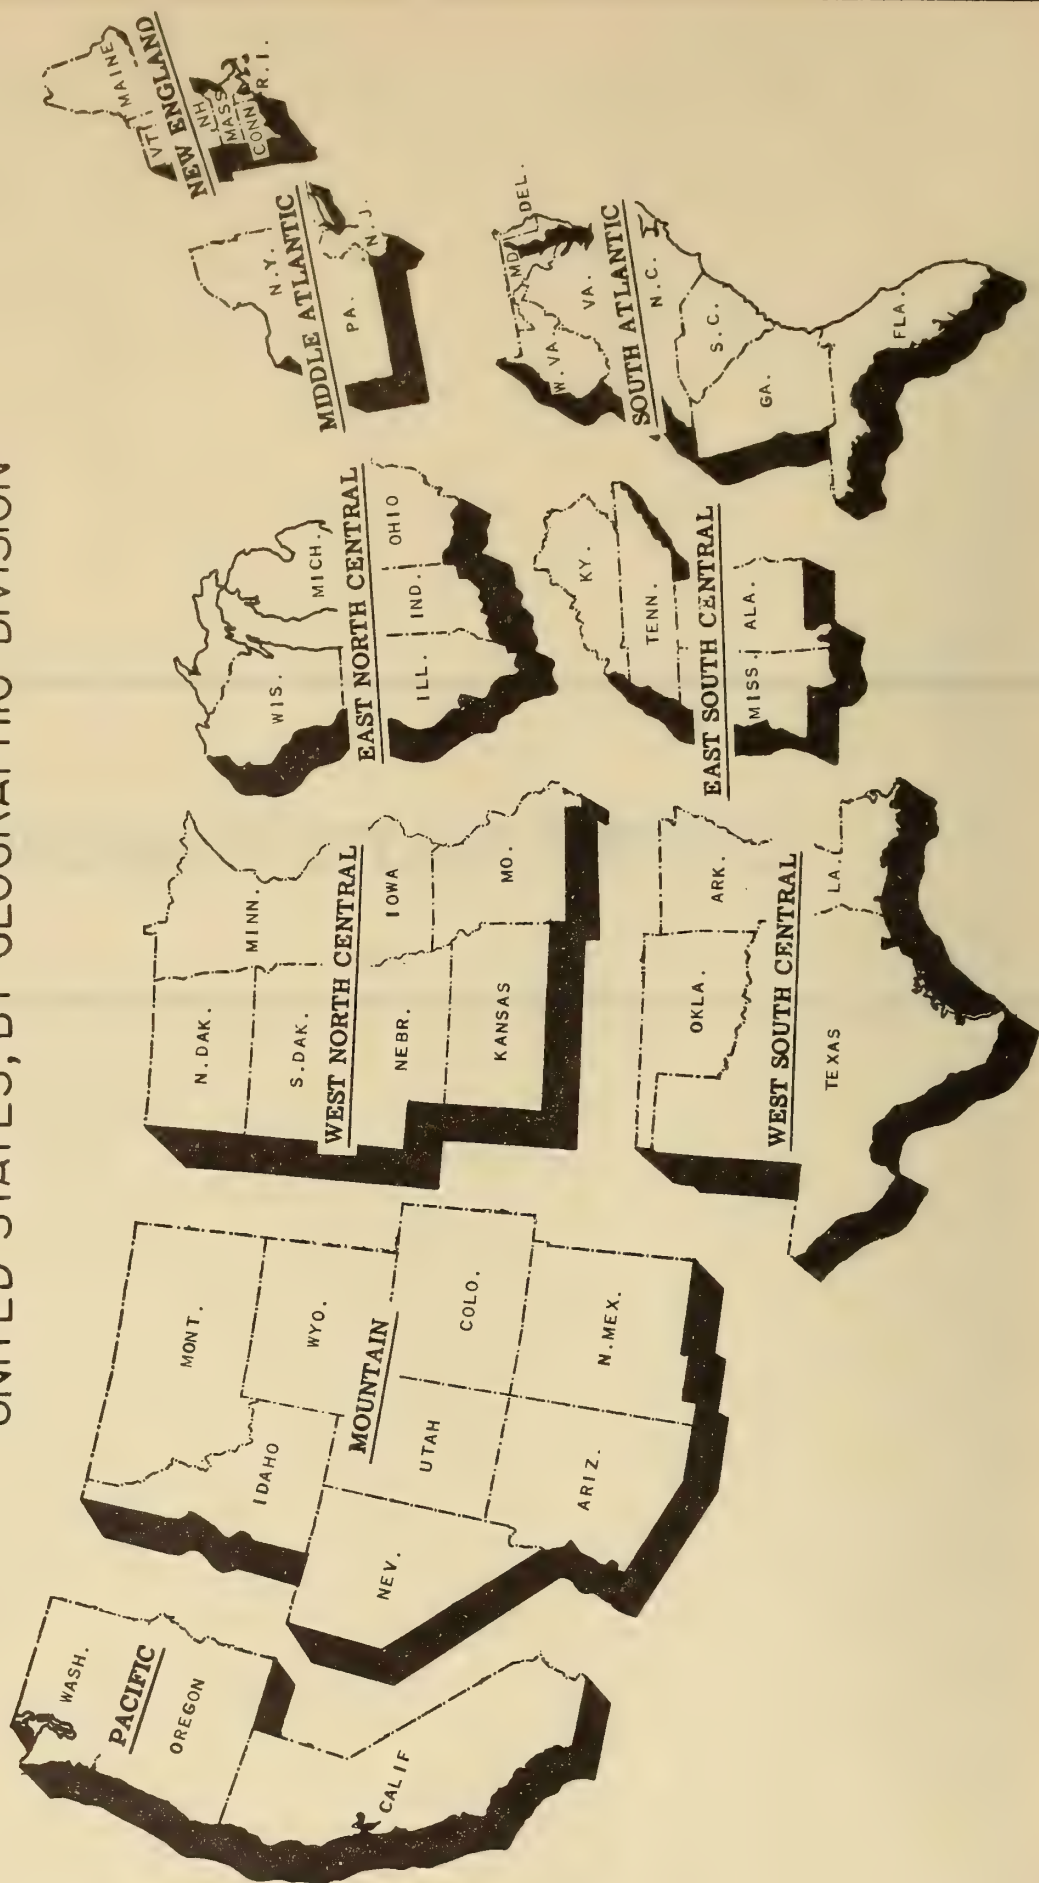 UNITED STATES, BY GEOGRAPHIC DIVISION
PACIFIC
WASH.
OREGON
CALIF
MOUNTAIN
MONT.
IDAHO
WYO.
NEV.
UTAH
COLO.
ARIZ.
N.MEX.
WEST NORTH CENTRAL
N.DAK.
MINN.
S.DAK.
NEBR.
IOWA
KANSAS
MO.
WEST SOUTH CENTRAL
OKLA.
ARK.
TEXAS
LA.
EAST NORTH CENTRAL
WIS.
MICH.
ILL.
IND.
OHIO
EAST SOUTH CENTRAL
KY.
TENN.
MISS.
ALA.
MIDDLE ATLANTIC
N.Y.
PA.
N.J.
SOUTH ATLANTIC
MD.
DEL.
W.VA.
VA.
N.C.
S.C.
GA.
FLA.
NEW ENGLAND
MAINE
VT
NH
MASS
CONN
R.I.